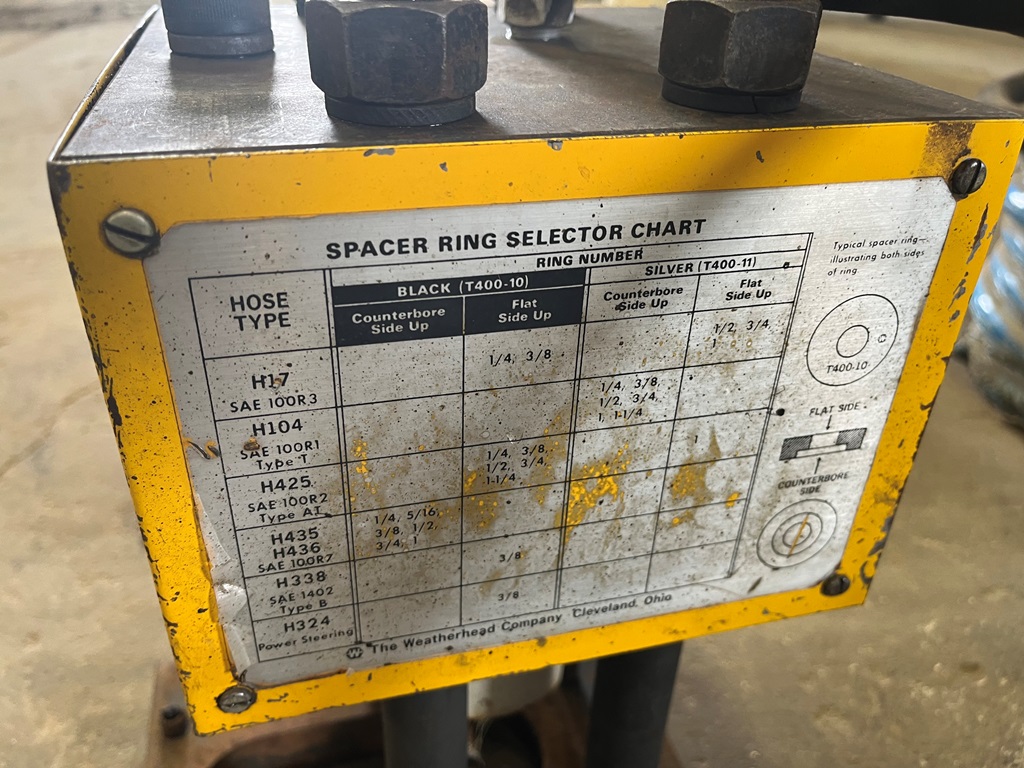 SPACER RING SELECTOR CHART
HOSE TYPE
RING NUMBER
BLACK (T400-10)
SILVER (T400-11)
Counterbore Side Up
Flat Side Up
Counterbore Side Up
Flat Side Up
H17
SAE 100R3
1/4, 3/8
1/2, 3/4,
1
H104
SAE 100R1
Type T
1/4, 3/8,
1/2, 3/4,
1, 1-1/4
H425
SAE 100R2
Type AT
1/4, 3/8,
1/2, 3/4,
1-1/4
1
H435
H436
SAE 100R7
1/4, 5/16,
3/8, 1/2,
3/4, 1
H338
SAE 1402
Type B
3/8
H324
Power Steering
3/8
The Weatherhead Company Cleveland, Ohio
Typical spacer ring—
illustrating both sides
of ring
C
T400-10
FLAT SIDE
COUNTERBORE
SIDE